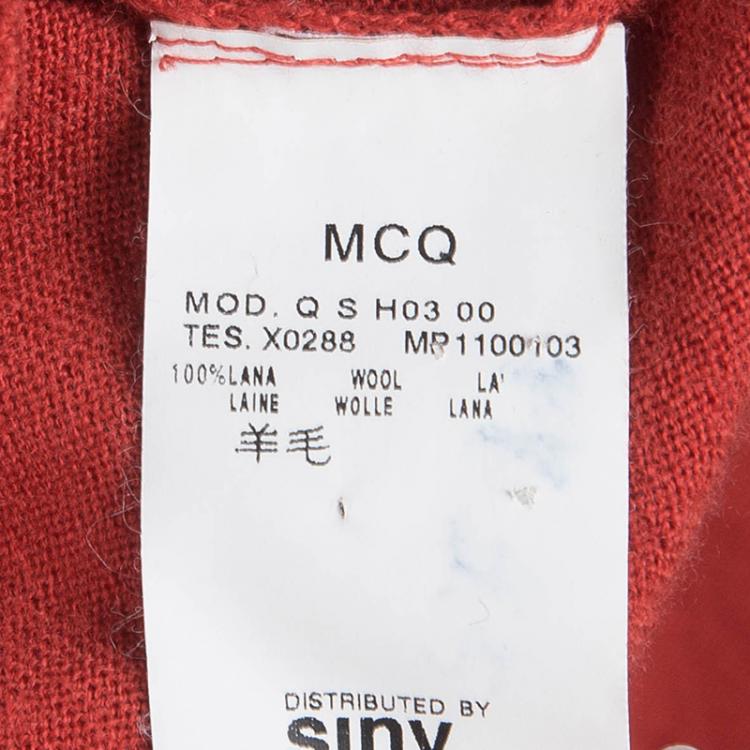 MCQ
MOD. Q S H03 00
TES. X0288 MP1100103
100%LANA WOOL LA'
LAINE WOLLE LANA
羊毛
DISTRIBUTED BY